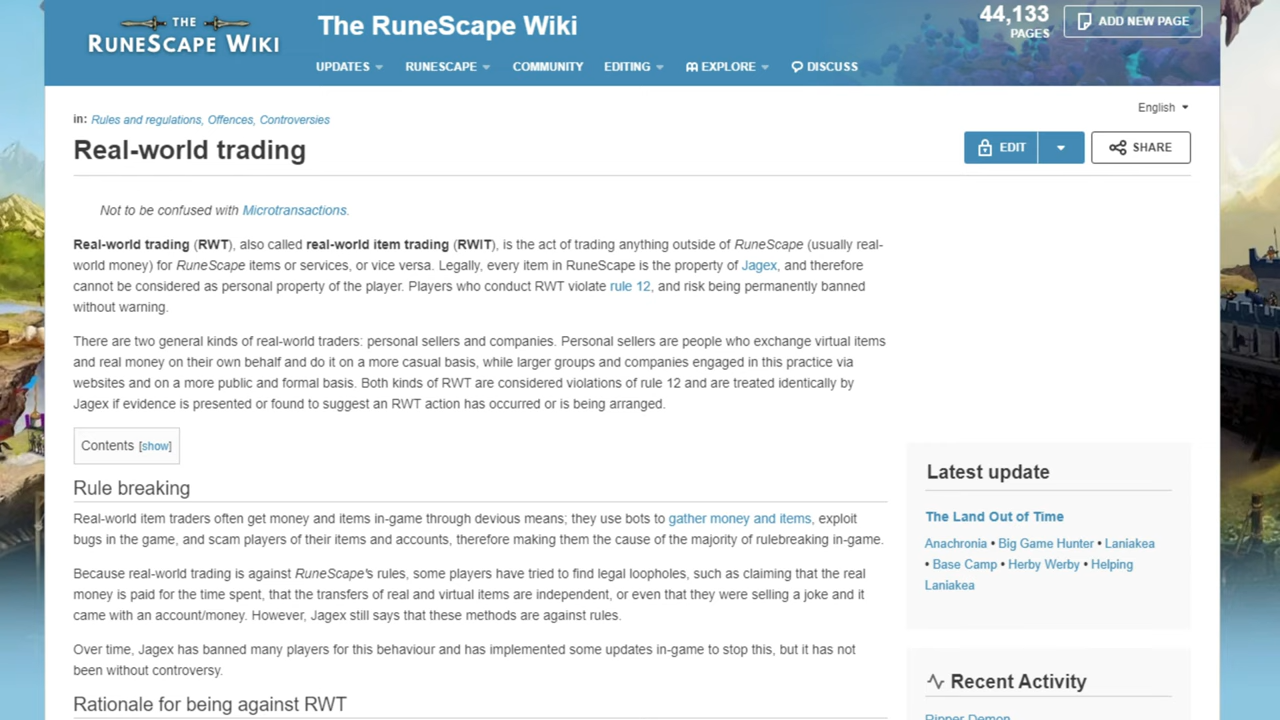 THE
RUNESCAPE WIKI
The RuneScape Wiki
44,133
PAGES
ADD NEW PAGE
UPDATES
RUNESCAPE
COMMUNITY
EDITING
EXPLORE
DISCUSS
English
in: Rules and regulations, Offences, Controversies
Real-world trading
EDIT
SHARE
Not to be confused with Microtransactions.
Real-world trading (RWT), also called real-world item trading (RWIT), is the act of trading anything outside of RuneScape (usually real-
world money) for RuneScape items or services, or vice versa. Legally, every item in RuneScape is the property of Jagex, and therefore
cannot be considered as personal property of the player. Players who conduct RWT violate rule 12, and risk being permanently banned
without warning.
There are two general kinds of real-world traders: personal sellers and companies. Personal sellers are people who exchange virtual items
and real money on their own behalf and do it on a more casual basis, while larger groups and companies engaged in this practice via
websites and on a more public and formal basis. Both kinds of RWT are considered violations of rule 12 and are treated identically by
Jagex if evidence is presented or found to suggest an RWT action has occurred or is being arranged.
Contents [show]
Rule breaking
Real-world item traders often get money and items in-game through devious means; they use bots to gather money and items, exploit
bugs in the game, and scam players of their items and accounts, therefore making them the cause of the majority of rulebreaking in-game.
Because real-world trading is against RuneScape's rules, some players have tried to find legal loopholes, such as claiming that the real
money is paid for the time spent, that the transfers of real and virtual items are independent, or even that they were selling a joke and it
came with an account/money. However, Jagex still says that these methods are against rules.
Over time, Jagex has banned many players for this behaviour and has implemented some updates in-game to stop this, but it has not
been without controversy.
Rationale for being against RWT
Latest update
The Land Out of Time
Anachronia • Big Game Hunter • Laniakea
• Base Camp • Herby Werby • Helping
Laniakea
Recent Activity
Ripper Demon